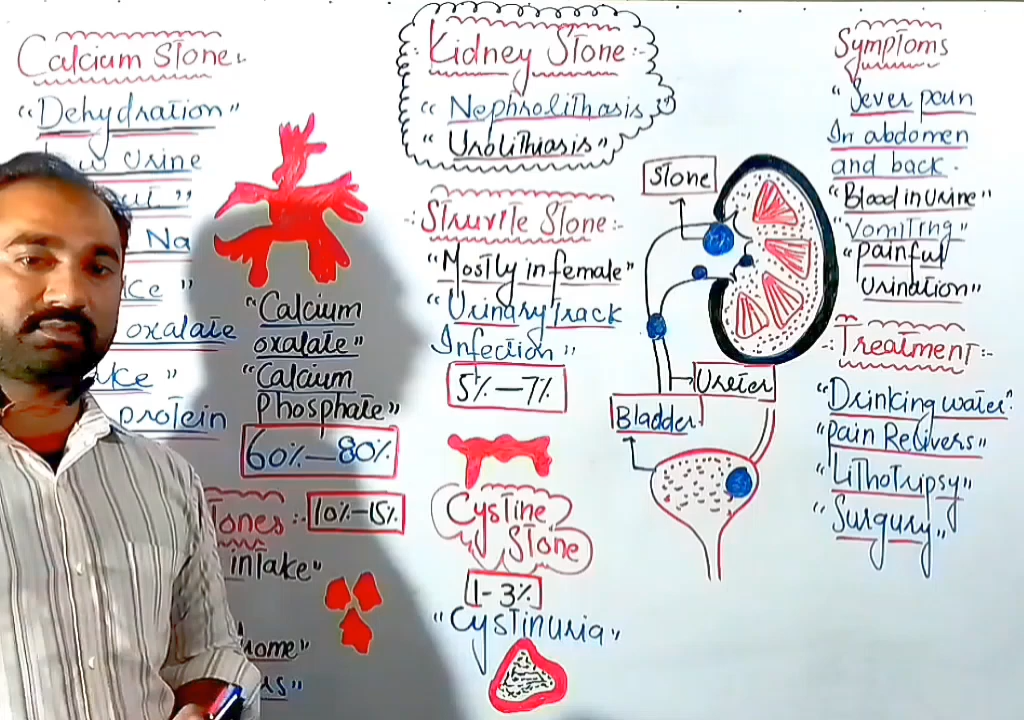 Calcium Stone:-
"Dehydration"
Urine
"
Na
"
oxalate
"
protein
"Calcium
oxalate"
"Calcium
Phosphate"
60%-80%
Tones:- 10%-15%
intake"
Kidney Stone:-
"Nephrolithasis
"Urolithiasis"
-:Struvite Stone:-
"Mostly in female"
"Urinary Track
Infection"
5%-7%
Cystine
Stone
1-3%
"Cystinuria"
Stone
Ureter
Bladder
Symptoms
"Sever pain
In abdomen
and back.
"Blood in urine"
"Vomiting"
"Painful
Urination"
-:Treatment:-
"Drinking water"
"Pain Relivers"
"Lithotripsy"
"Surgury"